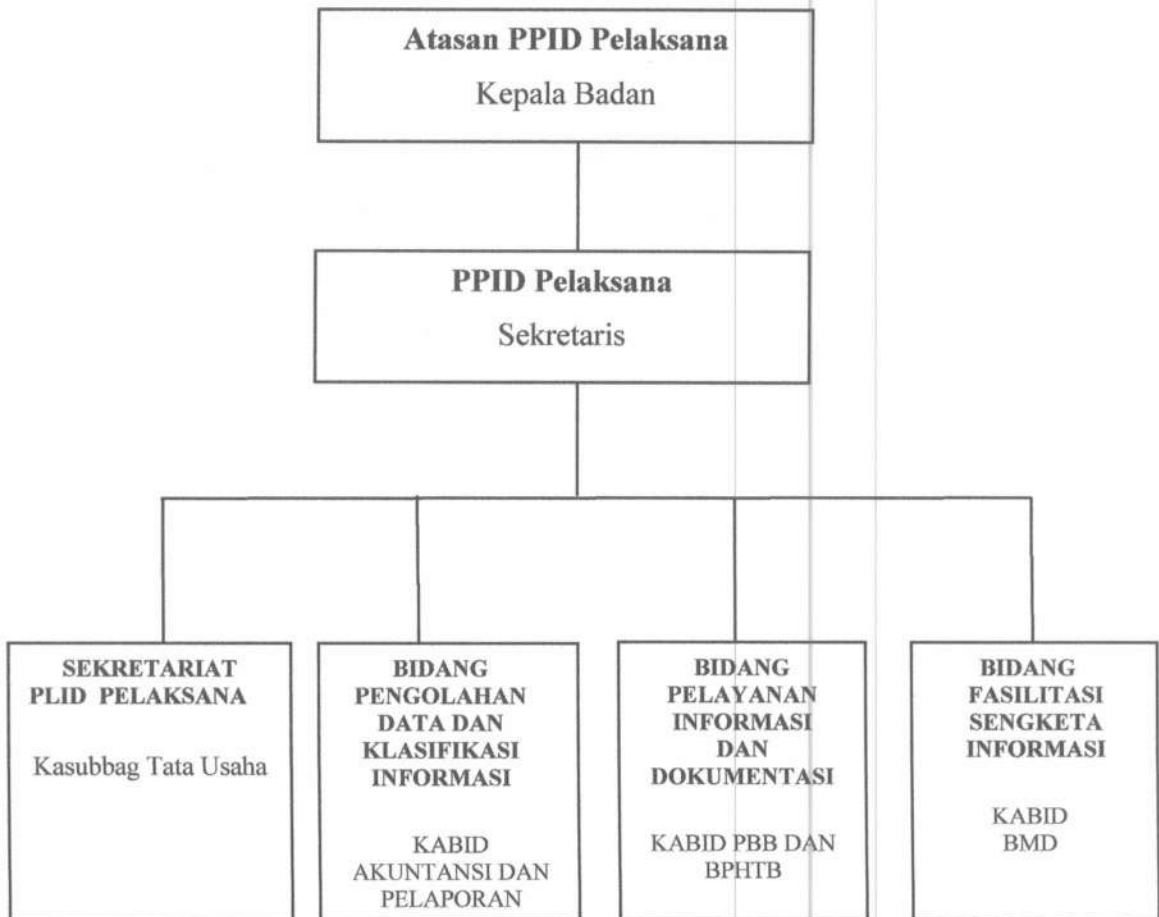 Atasan PPID Pelaksana
Kepala Badan
PPID Pelaksana
Sekretaris
SEKRETARIAT
PLID PELAKSANA
Kasubbag Tata Usaha
BIDANG
PENGOLAHAN
DATA DAN
KLASIFIKASI
INFORMASI
KABID
AKUNTANSI DAN
PELAPORAN
BIDANG
PELAYANAN
INFORMASI
DAN
DOKUMENTASI
KABID PBB DAN
BPHTB
BIDANG
FASILITASI
SENGKETA
INFORMASI
KABID
BMD